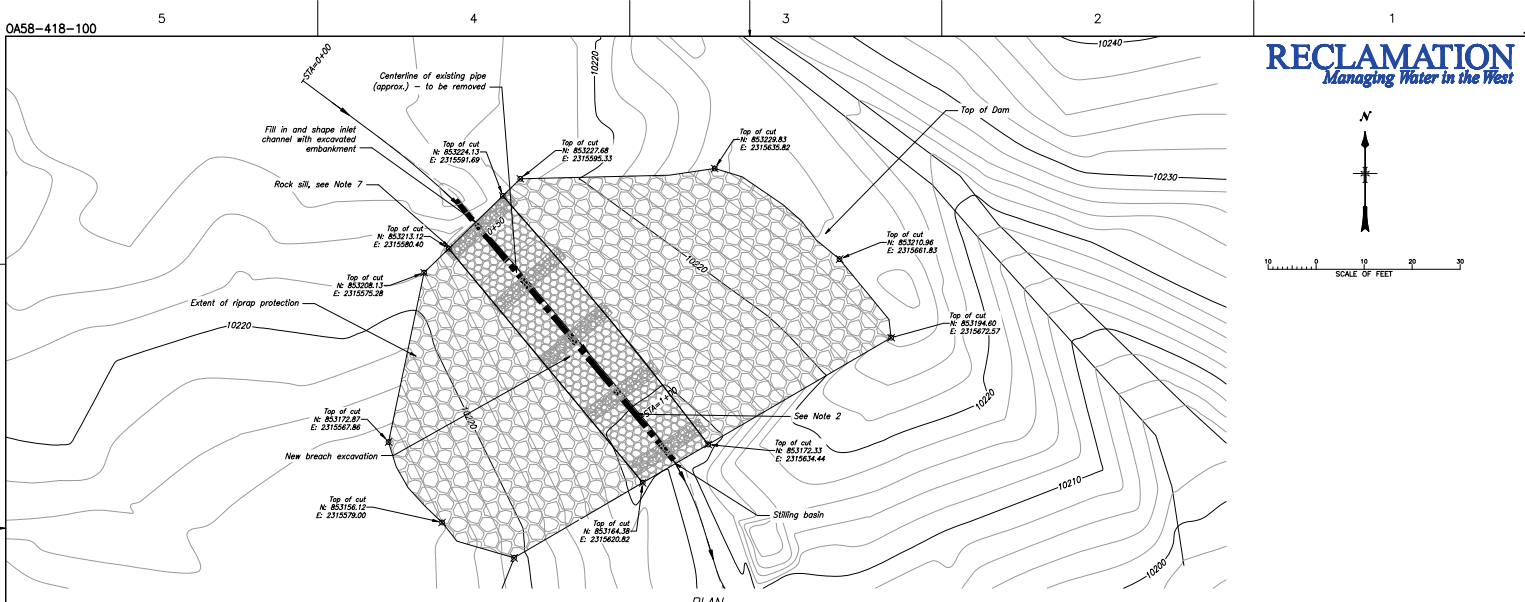 5
4
3
2
1
0A58-418-100
RECLAMATION
Managing Water in the West
N
10 0 10 20 30
SCALE OF FEET
STA=0+00
Centerline of existing pipe
(approx.) – to be removed
10220
10240
Top of Dam
Fill in and shape inlet
channel with excavated
embankment
Top of cut
N: 853224.13
E: 2315591.69
Top of cut
N: 853227.68
E: 2315595.33
Top of cut
N: 853229.83
E: 2315635.82
10230
Rock sill, see Note 7
0+50
Top of cut
N: 853213.12
E: 2315580.40
Top of cut
N: 853210.96
E: 2315661.83
10220
Top of cut
N: 853208.13
E: 2315575.28
Extent of riprap protection
10220
Top of cut
N: 853194.60
E: 2315672.57
10220
STA=1+00
See Note 2
10220
Top of cut
N: 853172.87
E: 2315567.86
New breach excavation
Top of cut
N: 853172.33
E: 2315634.44
10210
Top of cut
N: 853156.12
E: 2315579.00
Stilling basin
Top of cut
N: 853164.38
E: 2315620.82
10200
PLAN